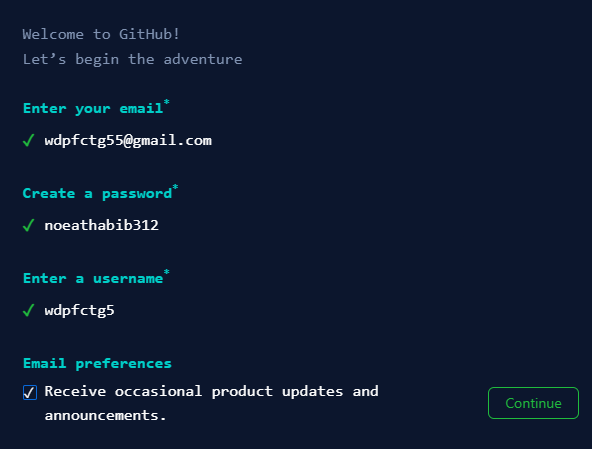 Welcome to GitHub!
Let’s begin the adventure
Enter your email*
✓ wdpfctg55@gmail.com
Create a password*
✓ noeathabib312
Enter a username*
✓ wdpfctg5
Email preferences
Receive occasional product updates and
announcements.
Continue